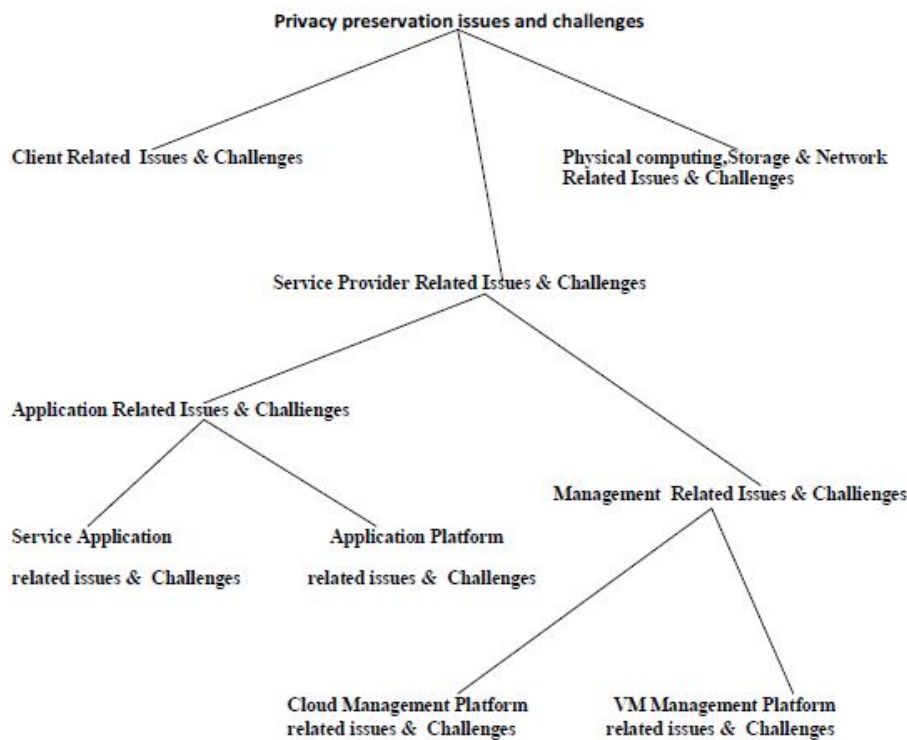 Privacy preservation issues and challenges
Client Related Issues & Challenges
Physical computing,Storage & Network
Related Issues & Challenges
Service Provider Related Issues & Challenges
Application Related Issues & Challienges
Management Related Issues & Challienges
Service Application
related issues & Challenges
Application Platform
related issues & Challenges
Cloud Management Platform
related issues & Challenges
VM Management Platform
related issues & Challenges